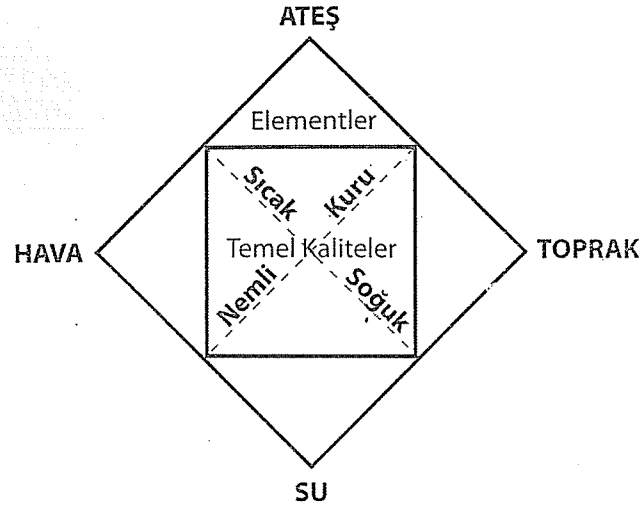 ATEŞ
Elementler
Sıcak
Kuru
HAVA
Temel Kaliteler
TOPRAK
Nemli
Soğuk
SU